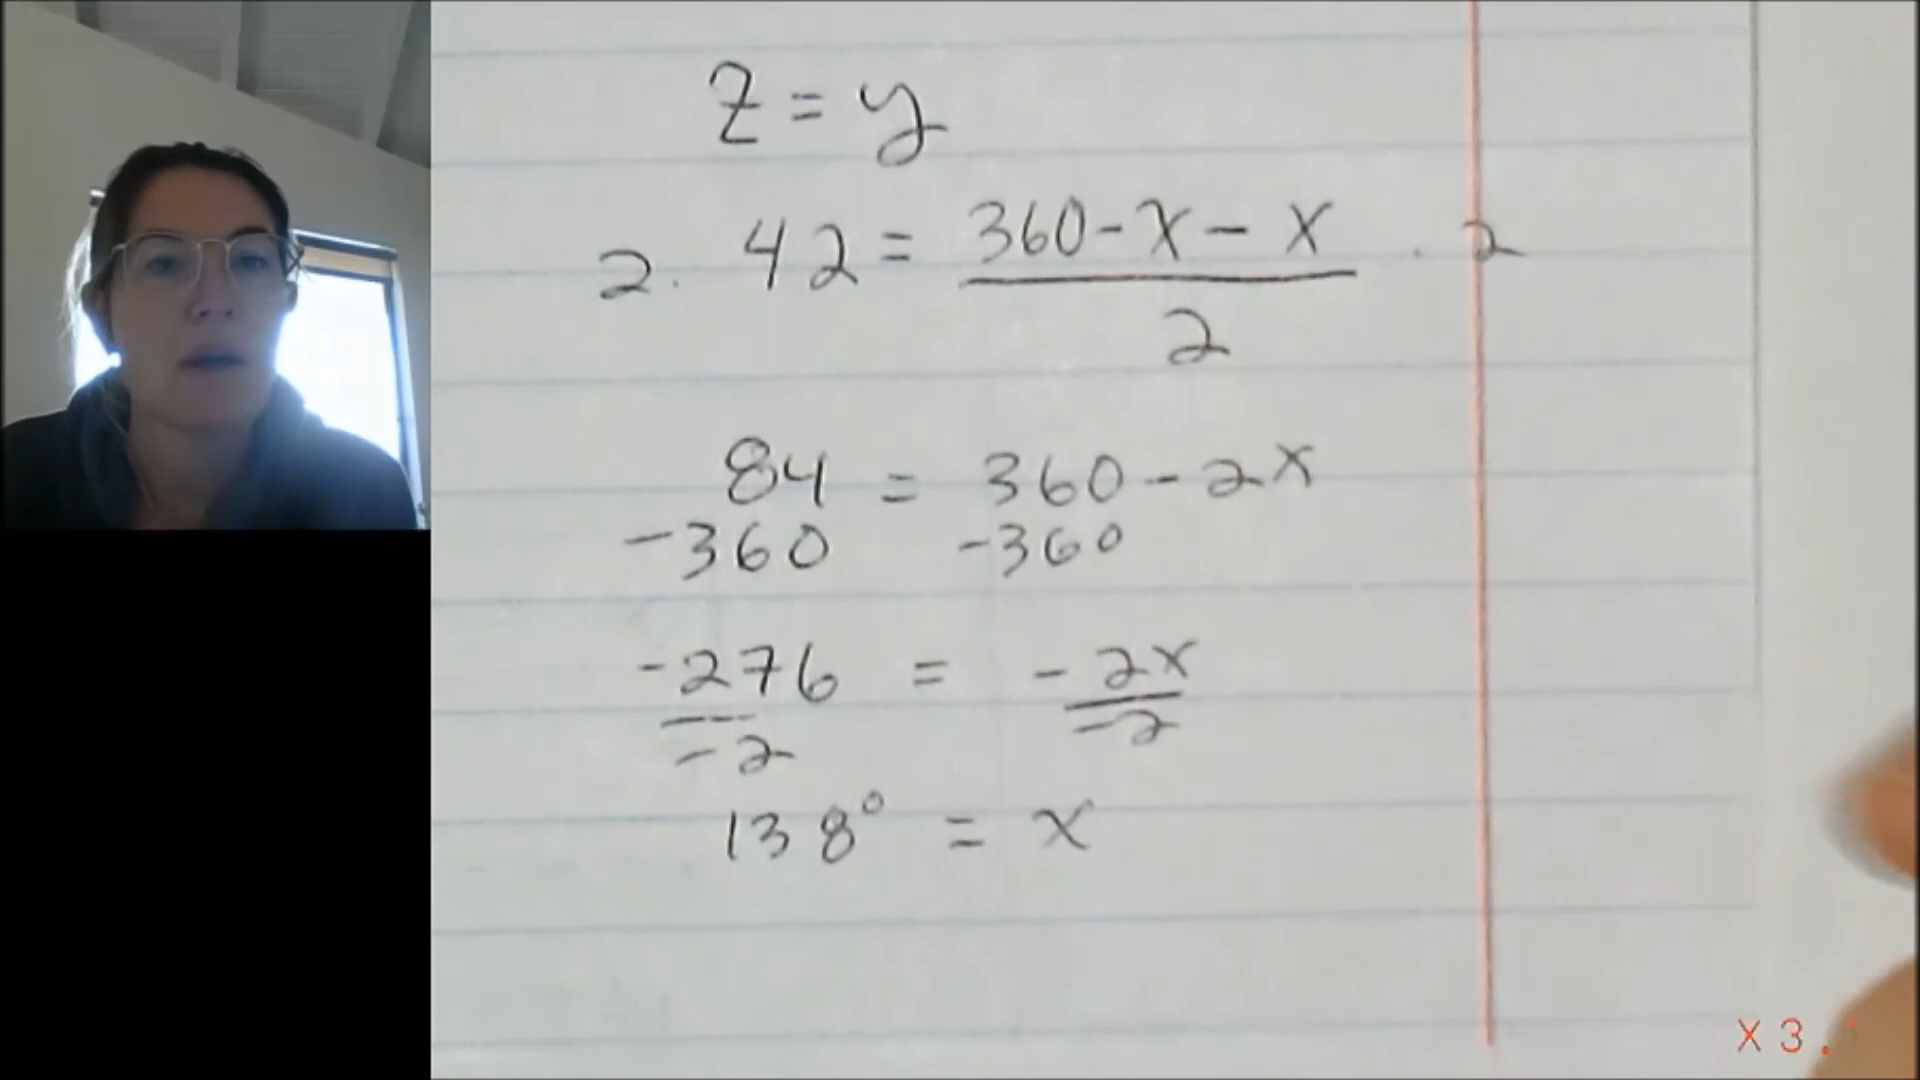 z = y
2. 42 = 360 - x - x . 2
2
84 = 360 - 2x
-360 -360
-276 = -2x
-2 -2
138° = x
X 3.